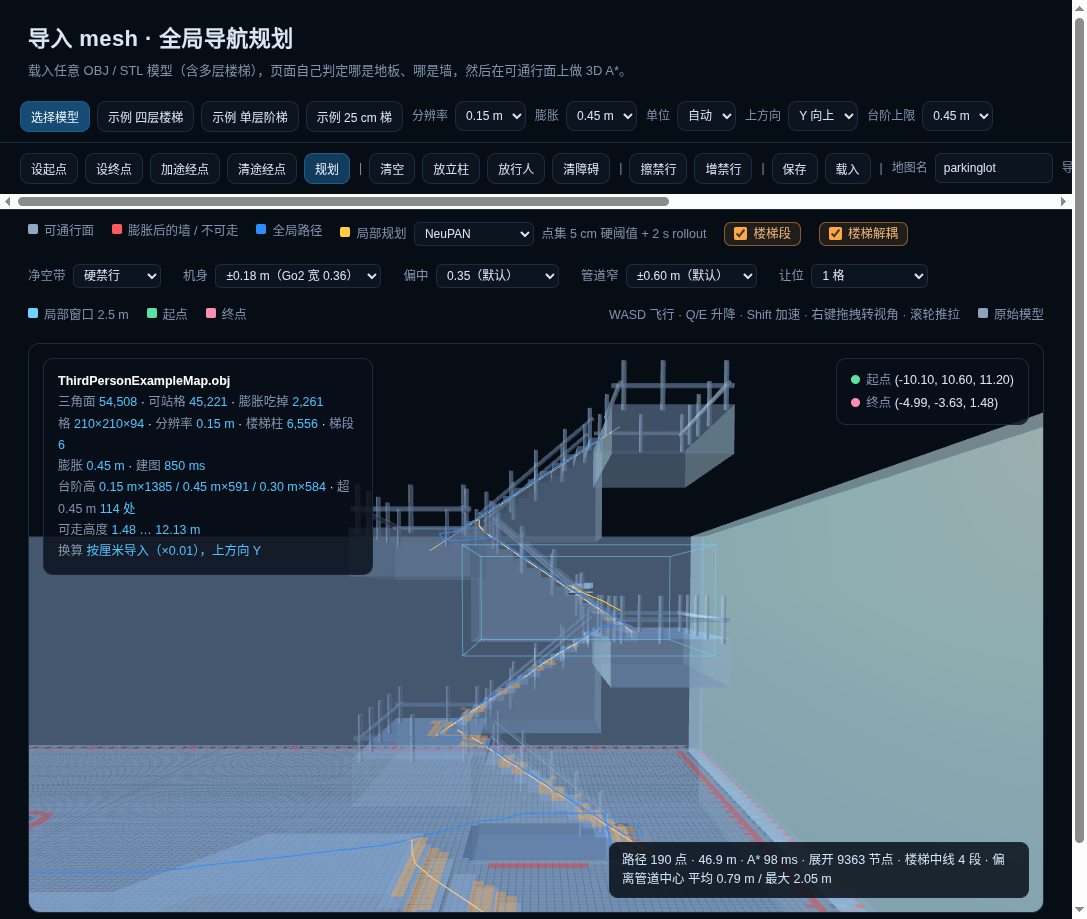 导入 mesh · 全局导航规划
载入任意 OBJ / STL 模型（含多层楼梯），页面自己判定哪是地板、哪是墙，然后在可通行面上做 3D A*。
选择模型 示例 四层楼梯 示例 单层阶梯 示例 25 cm 梯 分辨率 0.15 m 膨胀 0.45 m 单位 自动 上方向 Y 向上 台阶上限 0.45 m
设起点 设终点 加途经点 清途经点 规划 | 清空 放立柱 放行人 清障碍 | 擦禁行 增禁行 | 保存 载入 | 地图名 parkinglot 导
可通行面 膨胀后的墙 / 不可走 全局路径 局部规划 NeuPAN 点集 5 cm 硬阈值 + 2 s rollout 楼梯段 楼梯解耦
净空带 硬禁行 机身 ±0.18 m（Go2 宽 0.36） 偏中 0.35（默认） 管道窄 ±0.60 m（默认） 让位 1 格
局部窗口 2.5 m 起点 终点 WASD 飞行 · Q/E 升降 · Shift 加速 · 右键拖拽转视角 · 滚轮推拉 原始模型
ThirdPersonExampleMap.obj
三角面 54,508 · 可站格 45,221 · 膨胀吃掉 2,261
格 210×210×94 · 分辨率 0.15 m · 楼梯柱 6,556 · 梯段
6
膨胀 0.45 m · 建图 850 ms
台阶高 0.15 m×1385 / 0.45 m×591 / 0.30 m×584 · 超
0.45 m 114 处
可走高度 1.48 … 12.13 m
换算 按厘米导入（×0.01），上方向 Y
起点 (-10.10, 10.60, 11.20)
终点 (-4.99, -3.63, 1.48)
路径 190 点 · 46.9 m · A* 98 ms · 展开 9363 节点 · 楼梯中线 4 段 · 偏
离管道中心 平均 0.79 m / 最大 2.05 m